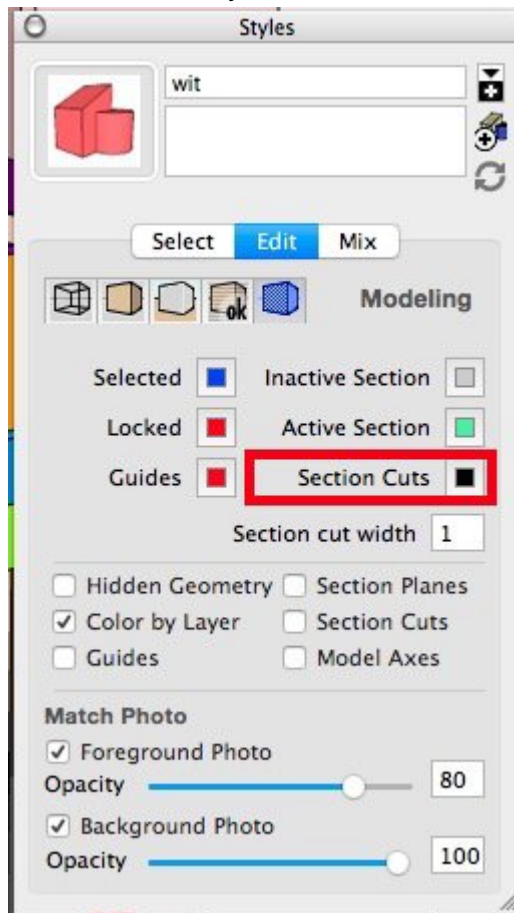 Styles
wit
Select Edit Mix
ok Modeling
Selected Inactive Section
Locked Active Section
Guides Section Cuts
Section cut width 1
Hidden Geometry Section Planes
Color by Layer Section Cuts
Guides Model Axes
Match Photo
Foreground Photo
Opacity 80
Background Photo
Opacity 100